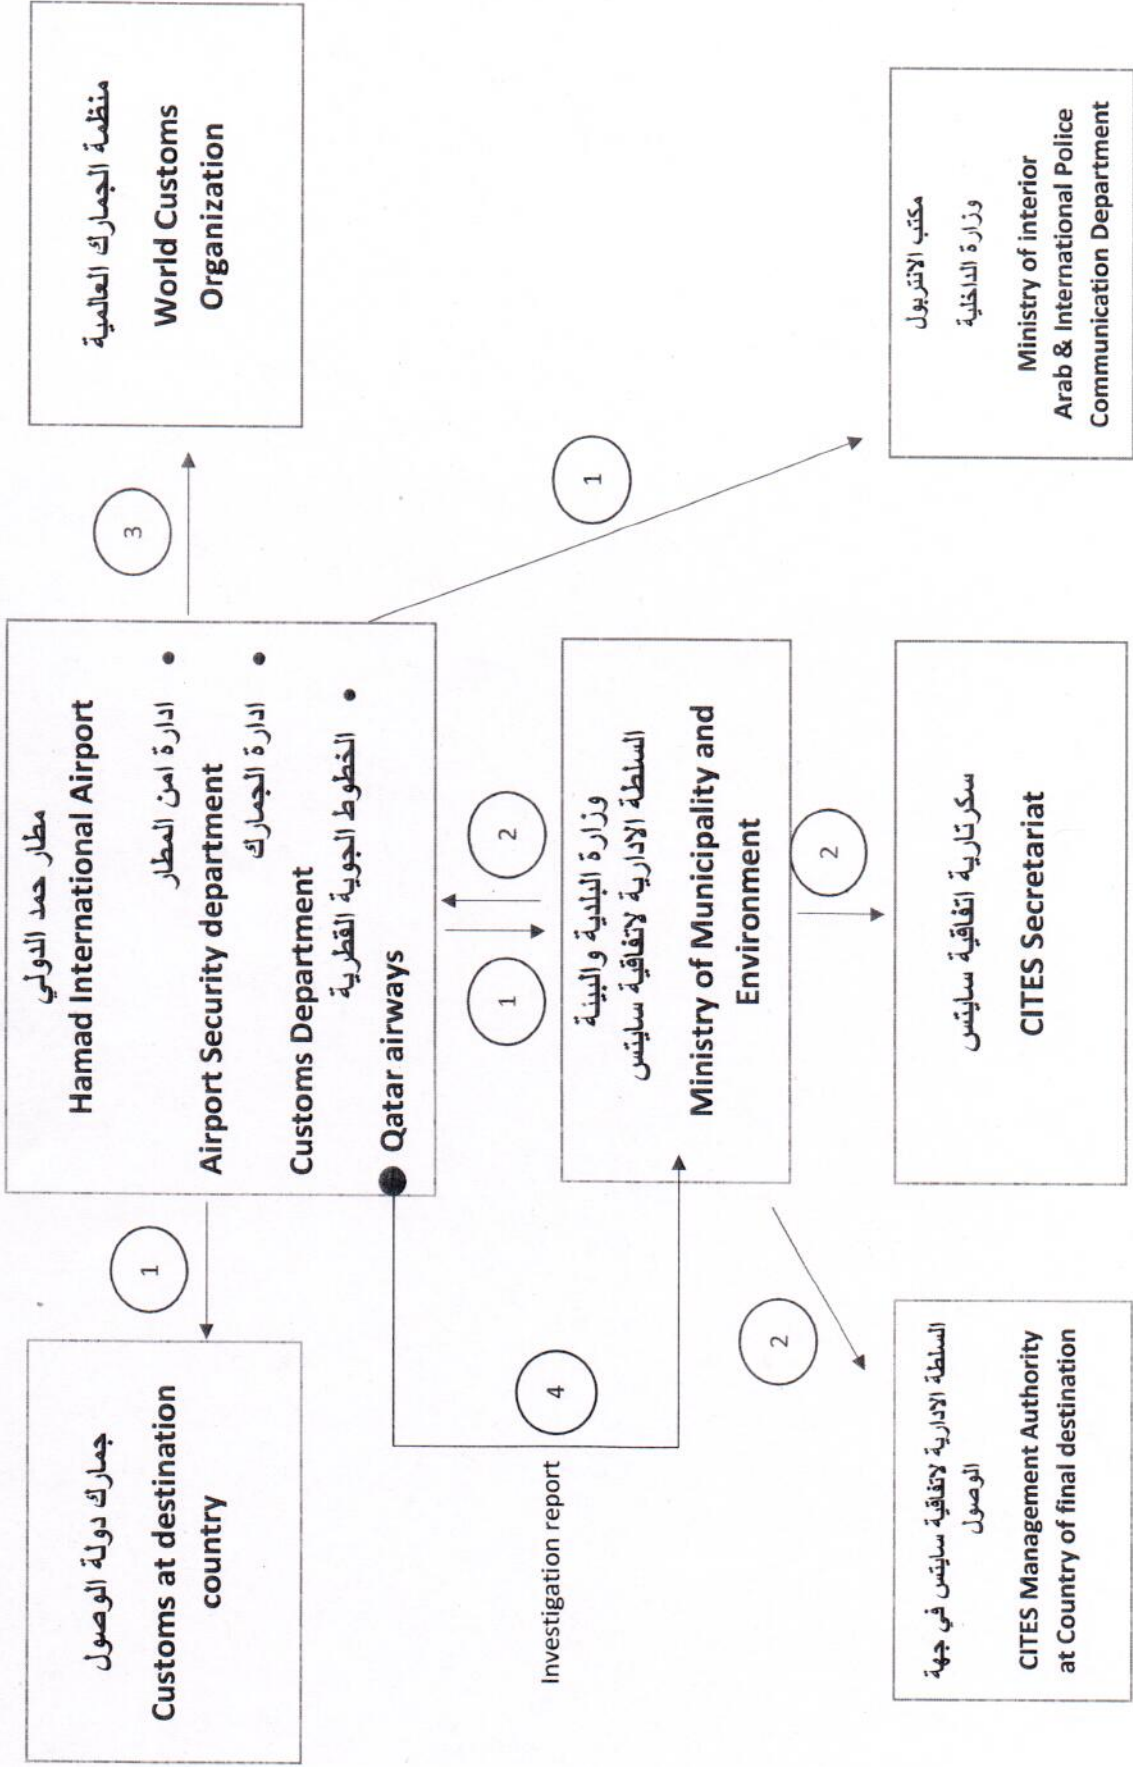 جمارك دولة الوصول
Customs at destination
country
1
مطار حمد الدولي
Hamad International Airport
• ادارة امن المطار
Airport Security department
• ادارة الجمارك
Customs Department
• الخطوط الجوية القطرية
Qatar airways
3
منظمة الجمارك العالمية
World Customs
Organization
1
2
1
4
Investigation report
وزارة البلدية والبيئة
السلطة الادارية لاتفاقية سايتس
Ministry of Municipality and
Environment
2
2
السلطة الادارية لاتفاقية سايتس في جهة
الوصول
CITES Management Authority
at Country of final destination
سكرتارية اتفاقية سايتس
CITES Secretariat
مكتب الانتربول
وزارة الداخلية
Ministry of interior
Arab & International Police
Communication Department